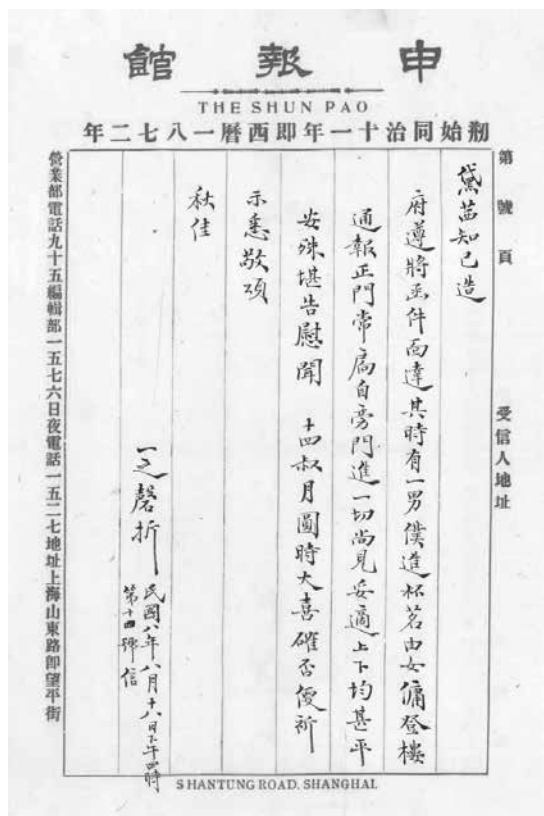 申報館
THE SHUN PAO
刱始同治十一年即西曆一八七二年
第 號 頁
受信人地址
黛茜知己造
府遵將函件面達其時有一男僕進杯茗由女傭登樓
通報正門常扃自旁門進一切尚見妥適上下均甚平
安殊堪告慰聞 十四叔月圓時大喜確否便祈
示悉敬頌
秋佳
一之磬折
民國八年八月十八日下午四時
第十四號信
營業部電話九十五編輯部一五七六日夜電話一五二七地址上海山東路即望平街
SHANTUNG ROAD. SHANGHAI